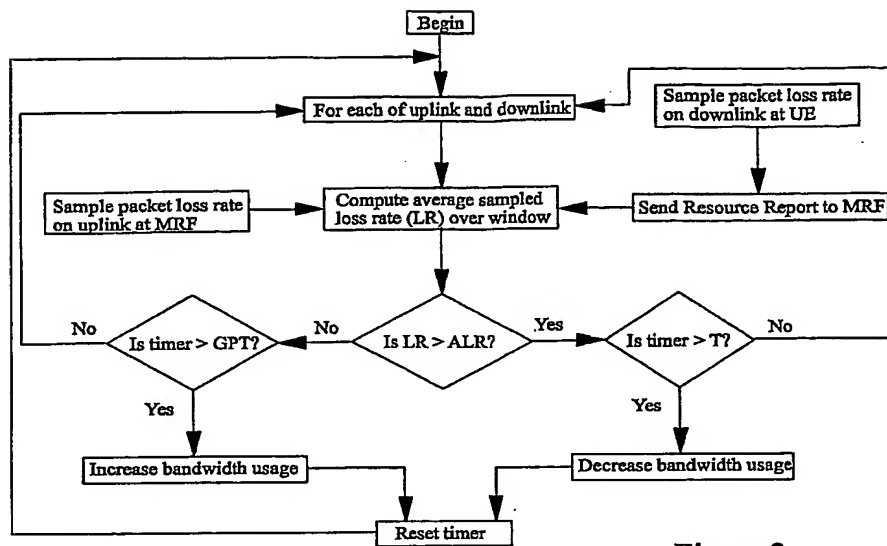 Begin
For each of uplink and downlink
Sample packet loss rate
on downlink at UE
Sample packet loss rate
on uplink at MRF
Compute average sampled
loss rate (LR) over window
Send Resource Report to MRF
No
Is timer > GPT?
No
Is LR > ALR?
Yes
Is timer > T?
No
Yes
Yes
Increase bandwidth usage
Decrease bandwidth usage
Reset timer